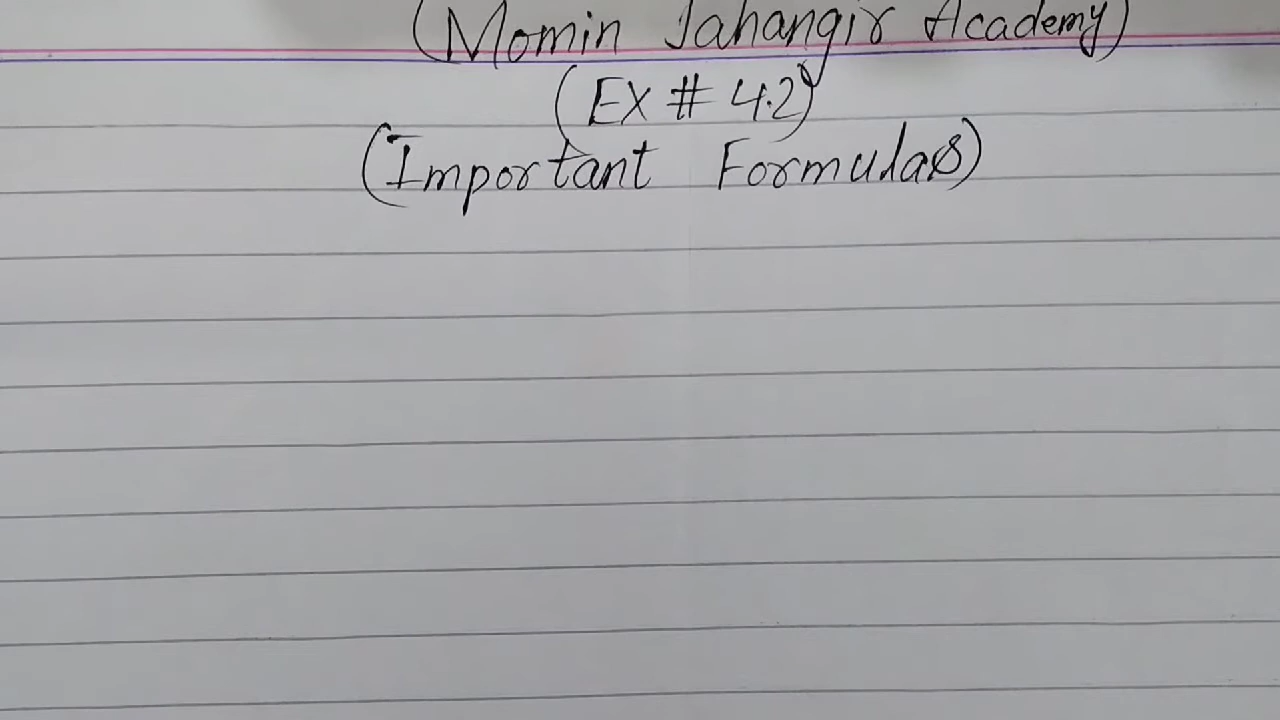 (Momin Jahangir Academy)
(EX # 4.2)
(Important Formulas)